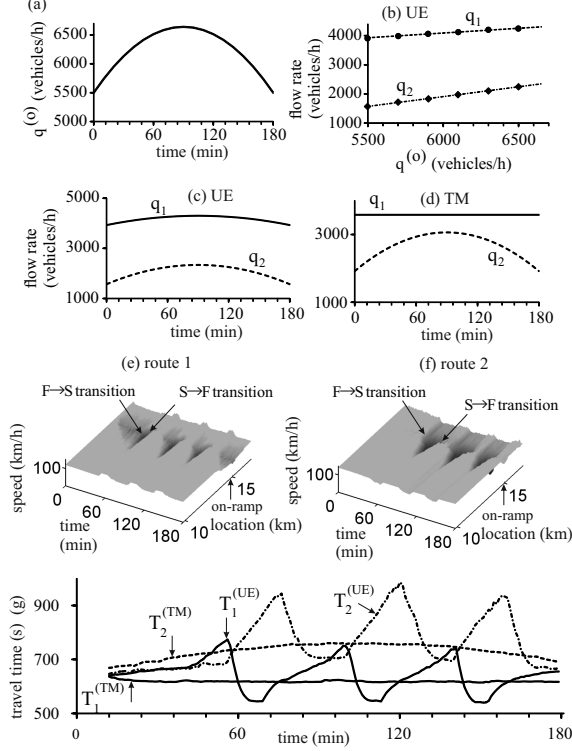 (a)
q(o) (vehicles/h)
6500
6000
5500
5000
0 60 120 180
time (min)
(b) UE
flow rate (vehicles/h)
4000
3000
2000
1000
q1
q2
5500 6000 6500
q(o) (vehicles/h)
(c) UE
flow rate (vehicles/h)
5000
3000
1000
q1
q2
0 60 120 180
time (min)
(d) TM
q1
q2
3000
1000
0 60 120 180
time (min)
(e) route 1
F→S transition
S→F transition
speed (km/h)
100
0
60
120
180
time (min)
10
15
on-ramp
location (km)
(f) route 2
F→S transition
S→F transition
speed (km/h)
100
0
60
120
180
time (min)
10
15
on-ramp
location (km)
travel time (s) (g)
900
700
500
T2(TM)
T1(UE)
T2(UE)
T1(TM)
0 60 120 180
time (min)